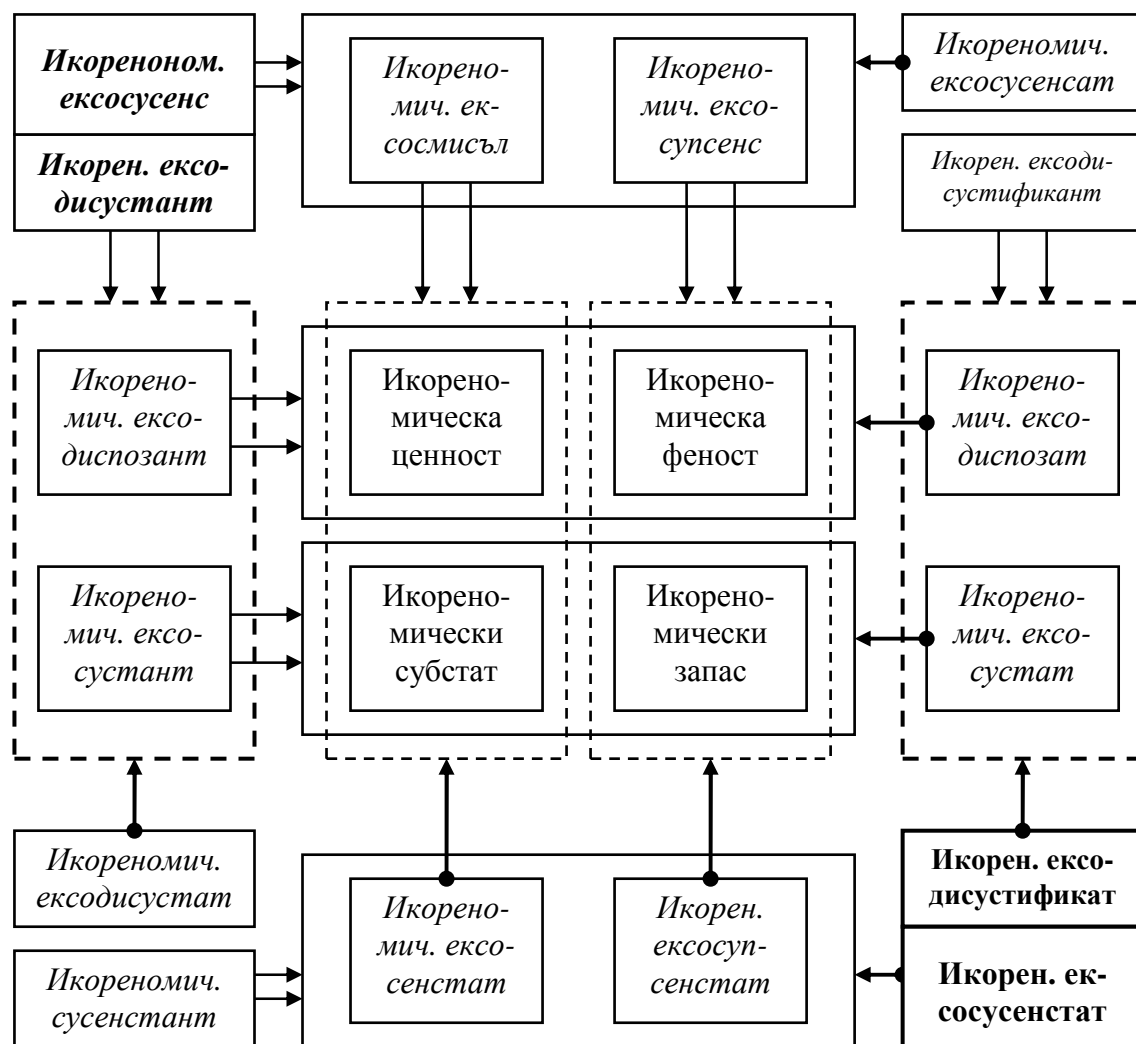 Икореноном.
ексосусенс
Икорено-
мич. ек-
сосмисъл
Икорено-
мич. ексо-
супсенс
Икореномич.
ексосусенсат
Икорен. ексо-
дисустант
Икорен. ексоди-
сустификант
Икорено-
мич. ексо-
диспозант
Икорено-
мическа
ценност
Икорено-
мическа
феност
Икорено-
мич. ексо-
диспозат
Икорено-
мич. ексо-
сустант
Икорено-
мически
субстат
Икорено-
мически
запас
Икорено-
мич. ексо-
сустат
Икореномич.
ексодисустат
Икорено-
мич. ексо-
сенстат
Икорен.
ексосуп-
сенстат
Икорен. ексо-
дисустификат
Икореномич.
сусенстант
Икорен. ек-
сосусенстат